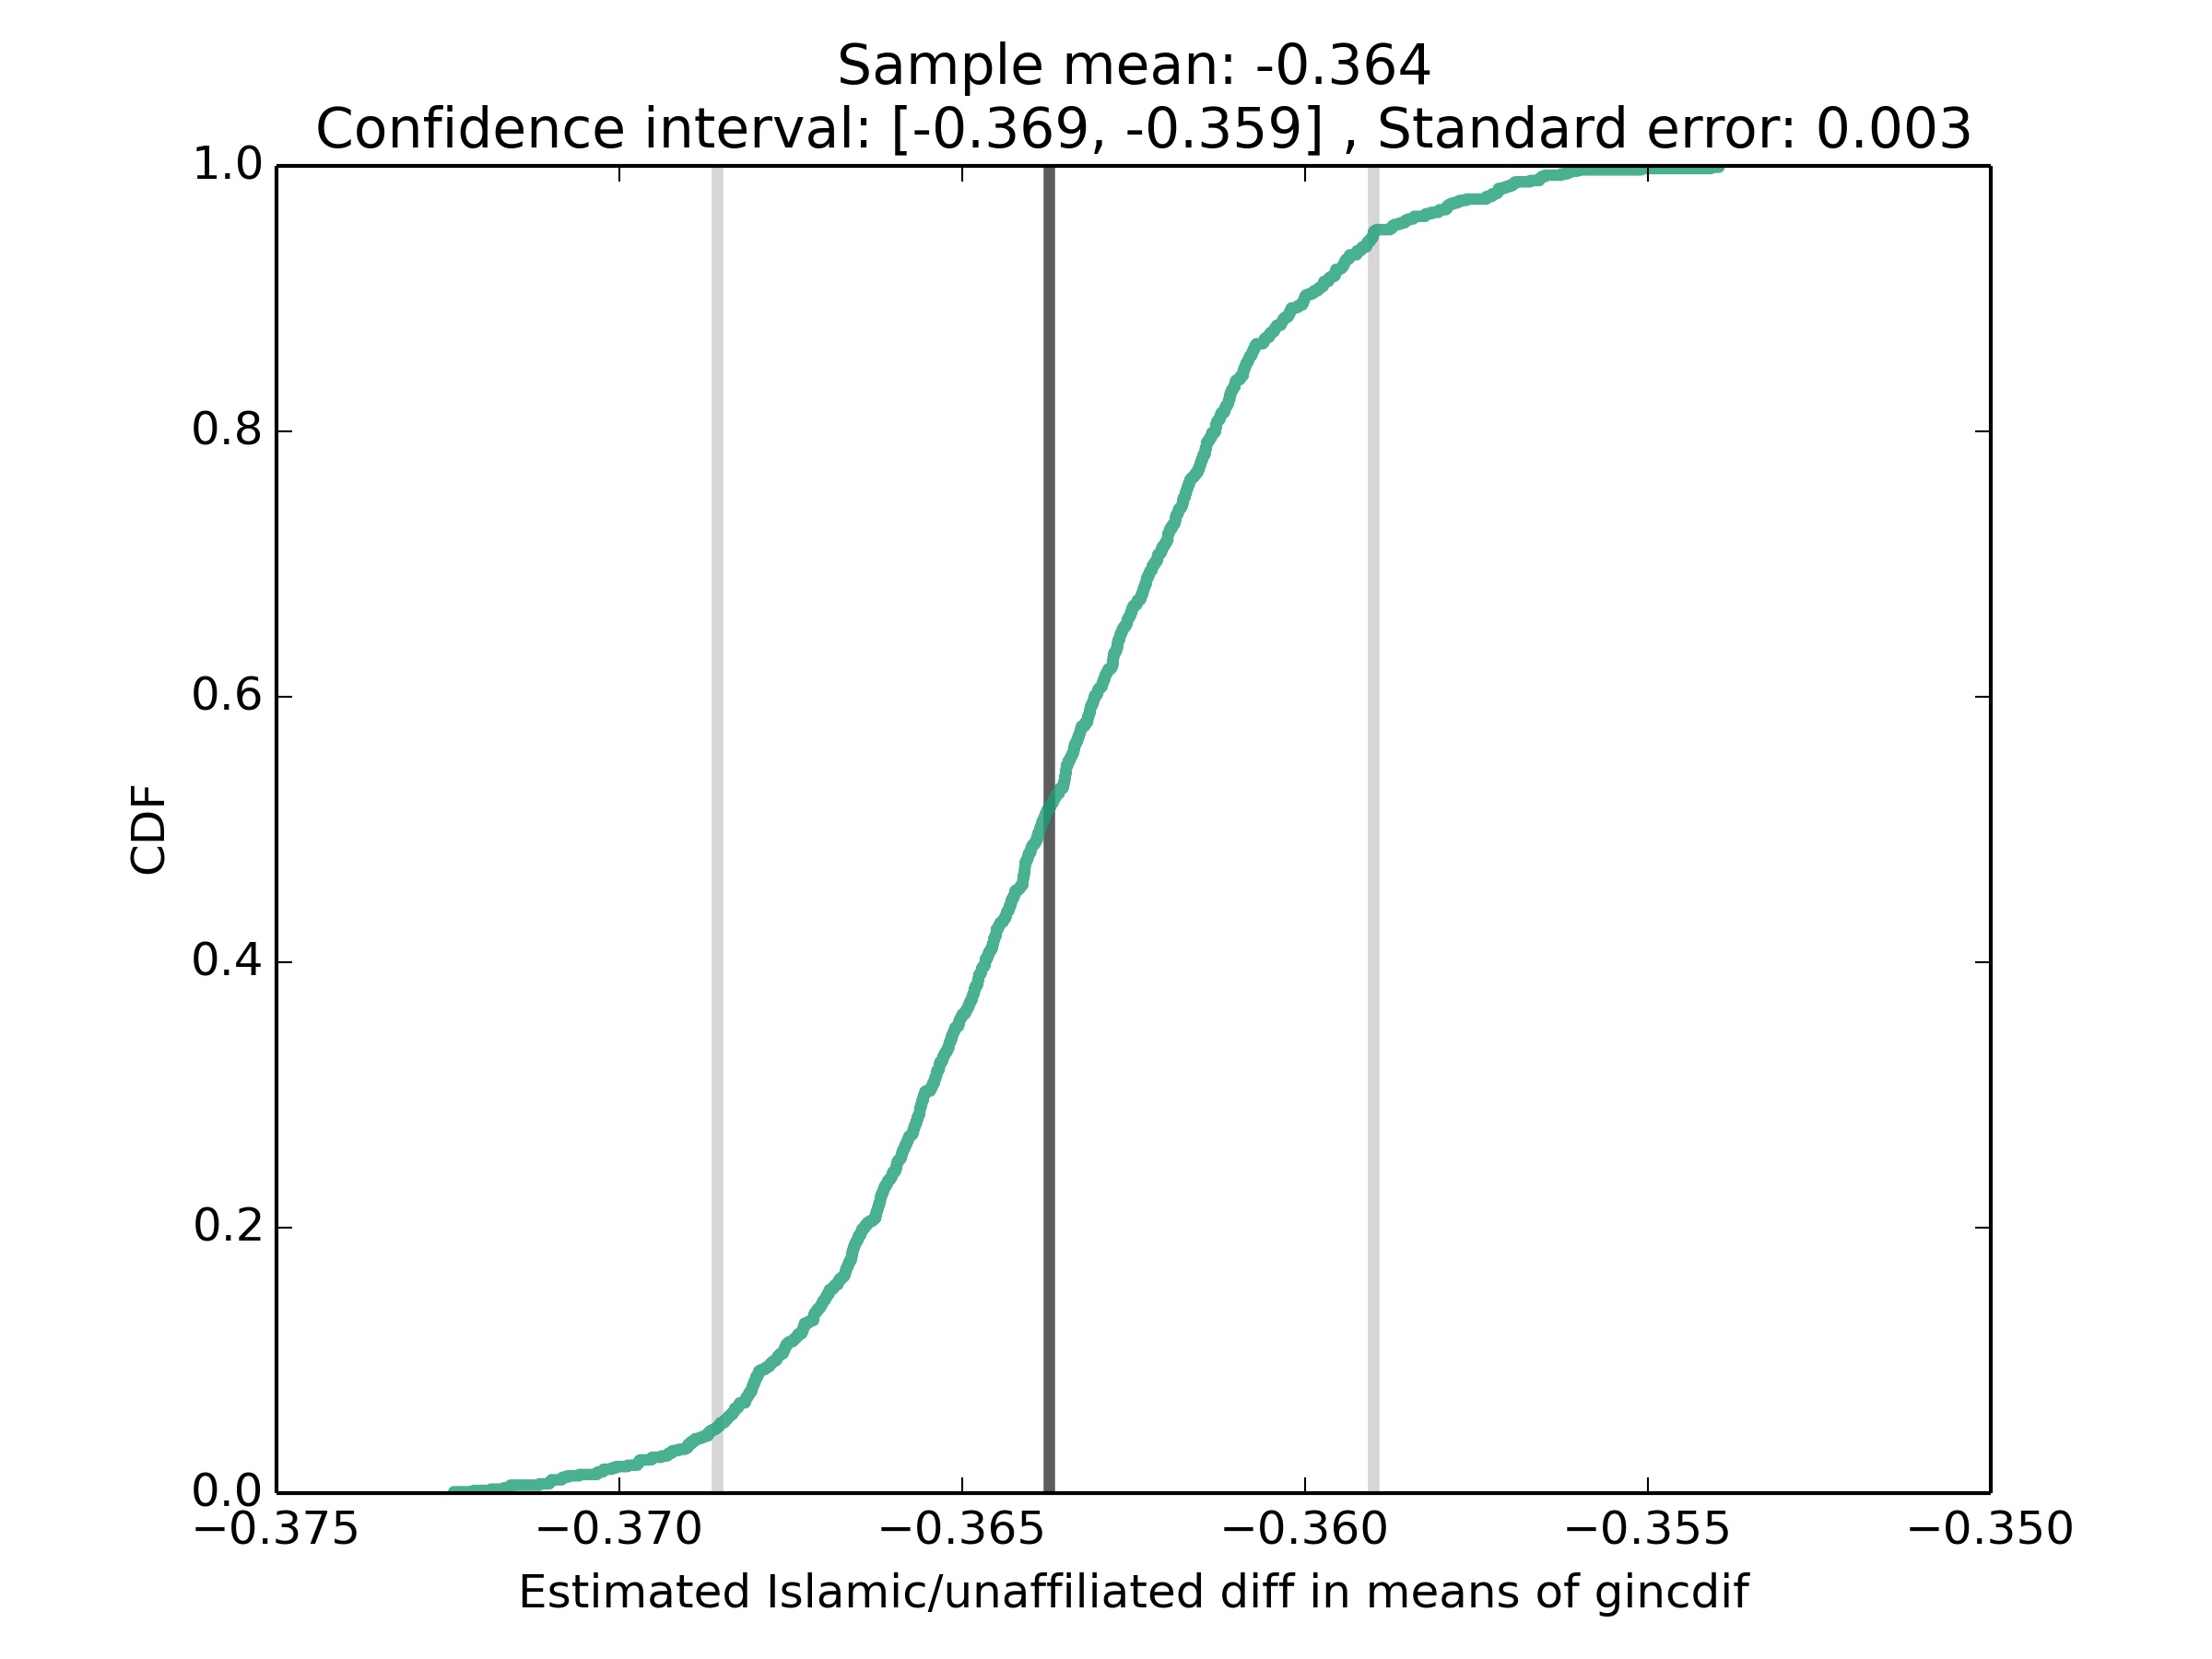 Sample mean: -0.364
Confidence interval: [-0.369, -0.359] , Standard error: 0.003
1.0
0.8
0.6
0.4
0.2
0.0
CDF
−0.375 −0.370 −0.365 −0.360 −0.355 −0.350
Estimated Islamic/unaffiliated diff in means of gincdif